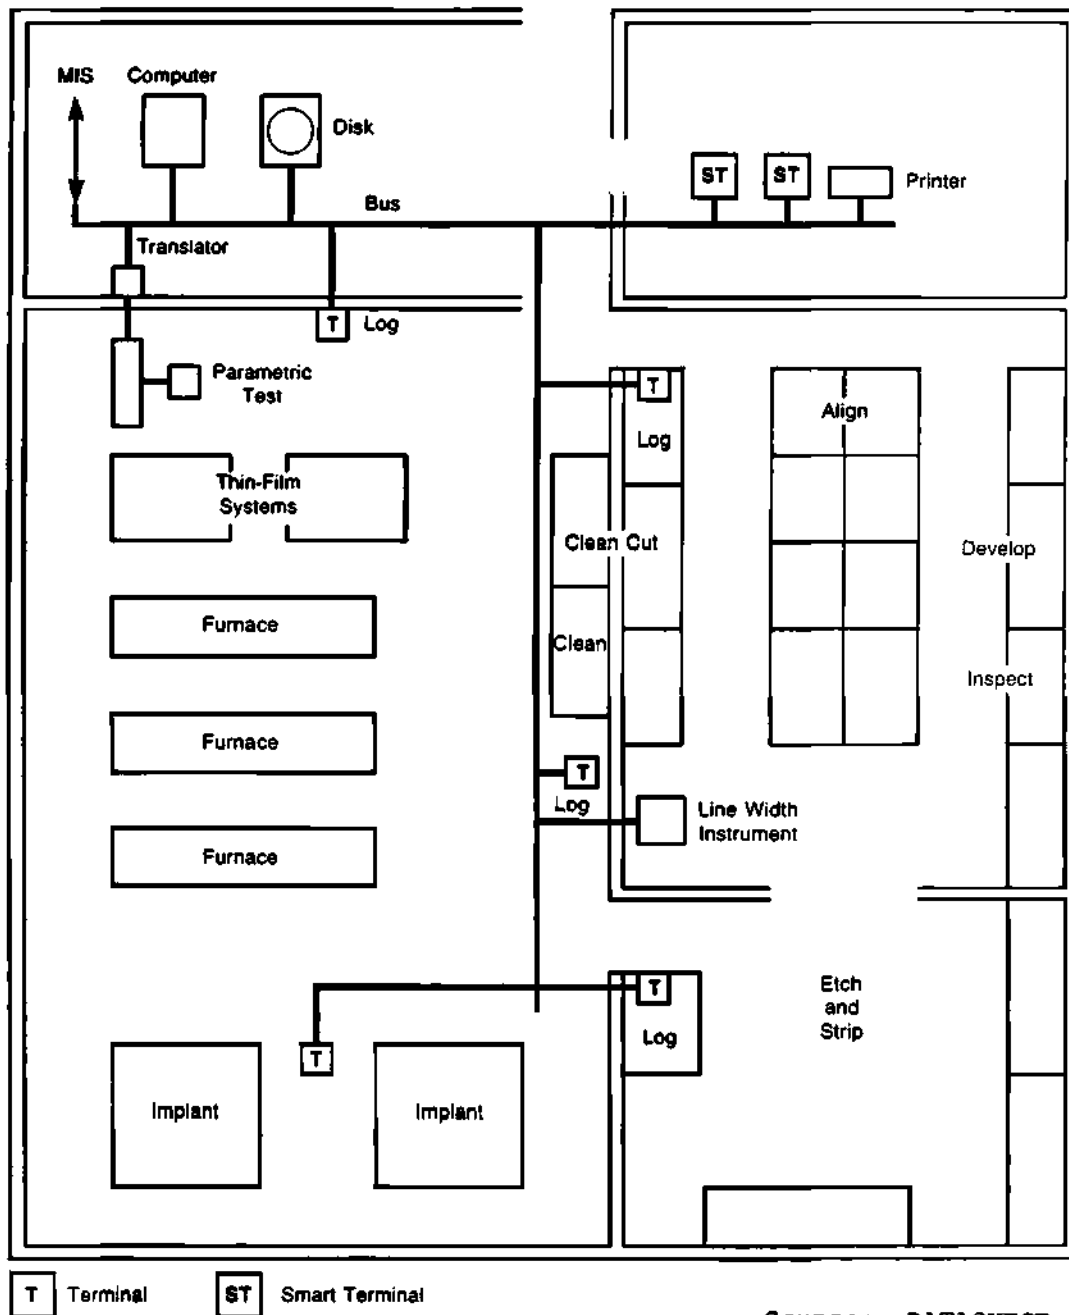 MIS
Computer
Disk
Bus
ST
ST
Printer
Translator
T
Log
Parametric
Test
T
Log
Align
Thin-Film
Systems
Clean Cut
Develop
Furnace
Clean
Inspect
Furnace
T
Log
Line Width
Instrument
Furnace
T
Log
Etch
and
Strip
T
Implant
Implant
T Terminal
ST Smart Terminal